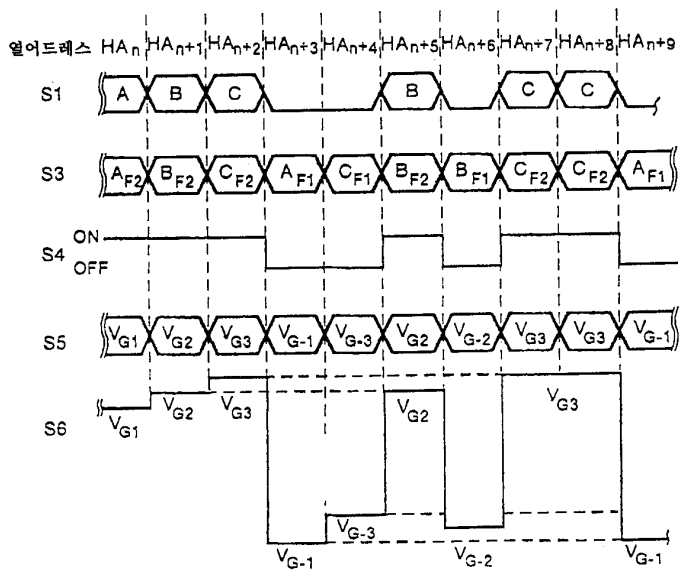 열어드레스 HAn HAn+1 HAn+2 HAn+3 HAn+4 HAn+5 HAn+6 HAn+7 HAn+8 HAn+9
S1 A B C B C C
S3 AF2 BF2 CF2 AF1 CF1 BF2 BF1 CF2 CF2 AF1
ON
S4
OFF
S5 VG1 VG2 VG3 VG-1 VG-3 VG2 VG-2 VG3 VG3 VG-1
S6 VG1 VG2 VG3 VG2 VG3
VG-3
VG-1 VG-2 VG-1